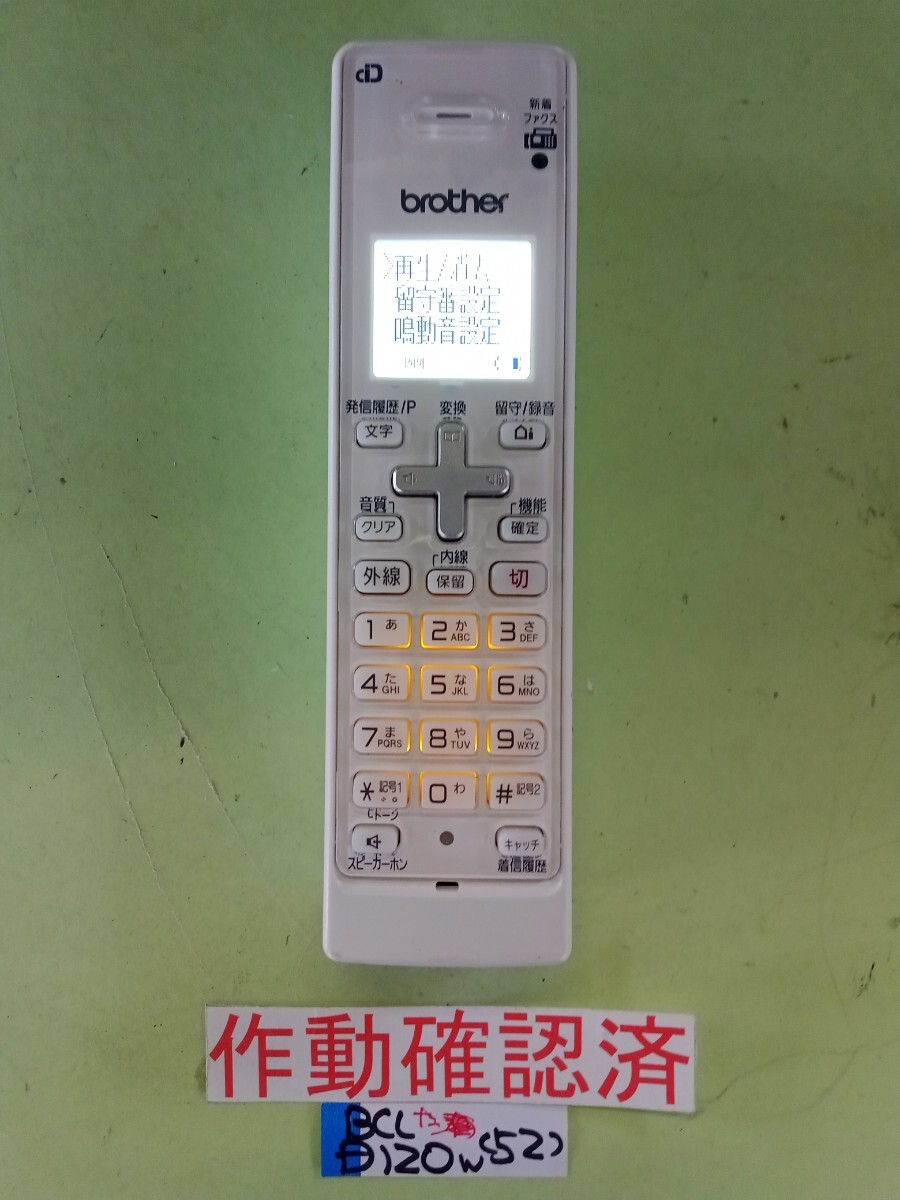 新着
ファクス
brother
留守番設定
鳴動音設定
発信履歴/P 変換 留守/録音
文字
音質 機能
クリア 確定
内線
外線 保留 切
1 あ 2 か ABC 3 さ DEF
4 た GHI 5 な JKL 6 は MNO
7 ま PQRS 8 や TUV 9 ら WXYZ
* 記号1 0 わ # 記号2
トーン
キャッチ
スピーカーホン 着信履歴
作動確認済
BCL
D120W(52)